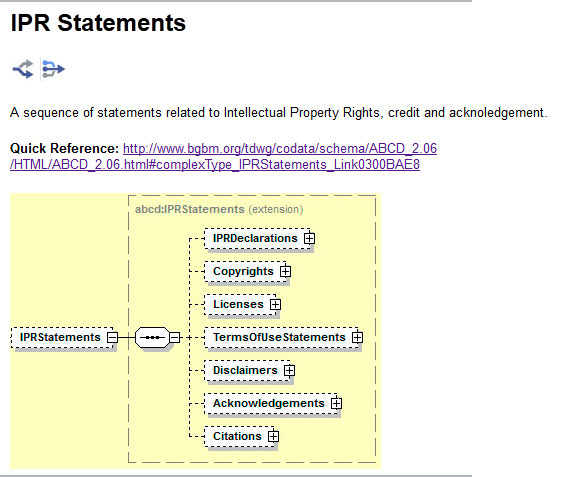 IPR Statements
A sequence of statements related to Intellectual Property Rights, credit and acknoledgement.
Quick Reference: http://www.bgbm.org/tdwg/codata/schema/ABCD_2.06
/HTML/ABCD_2.06.html#complexType_IPRStatements_Link0300BAE8
abcd:IPRStatements (extension)
IPRDeclarations
Copyrights
Licenses
IPRStatements
TermsOfUseStatements
Disclaimers
Acknowledgements
Citations